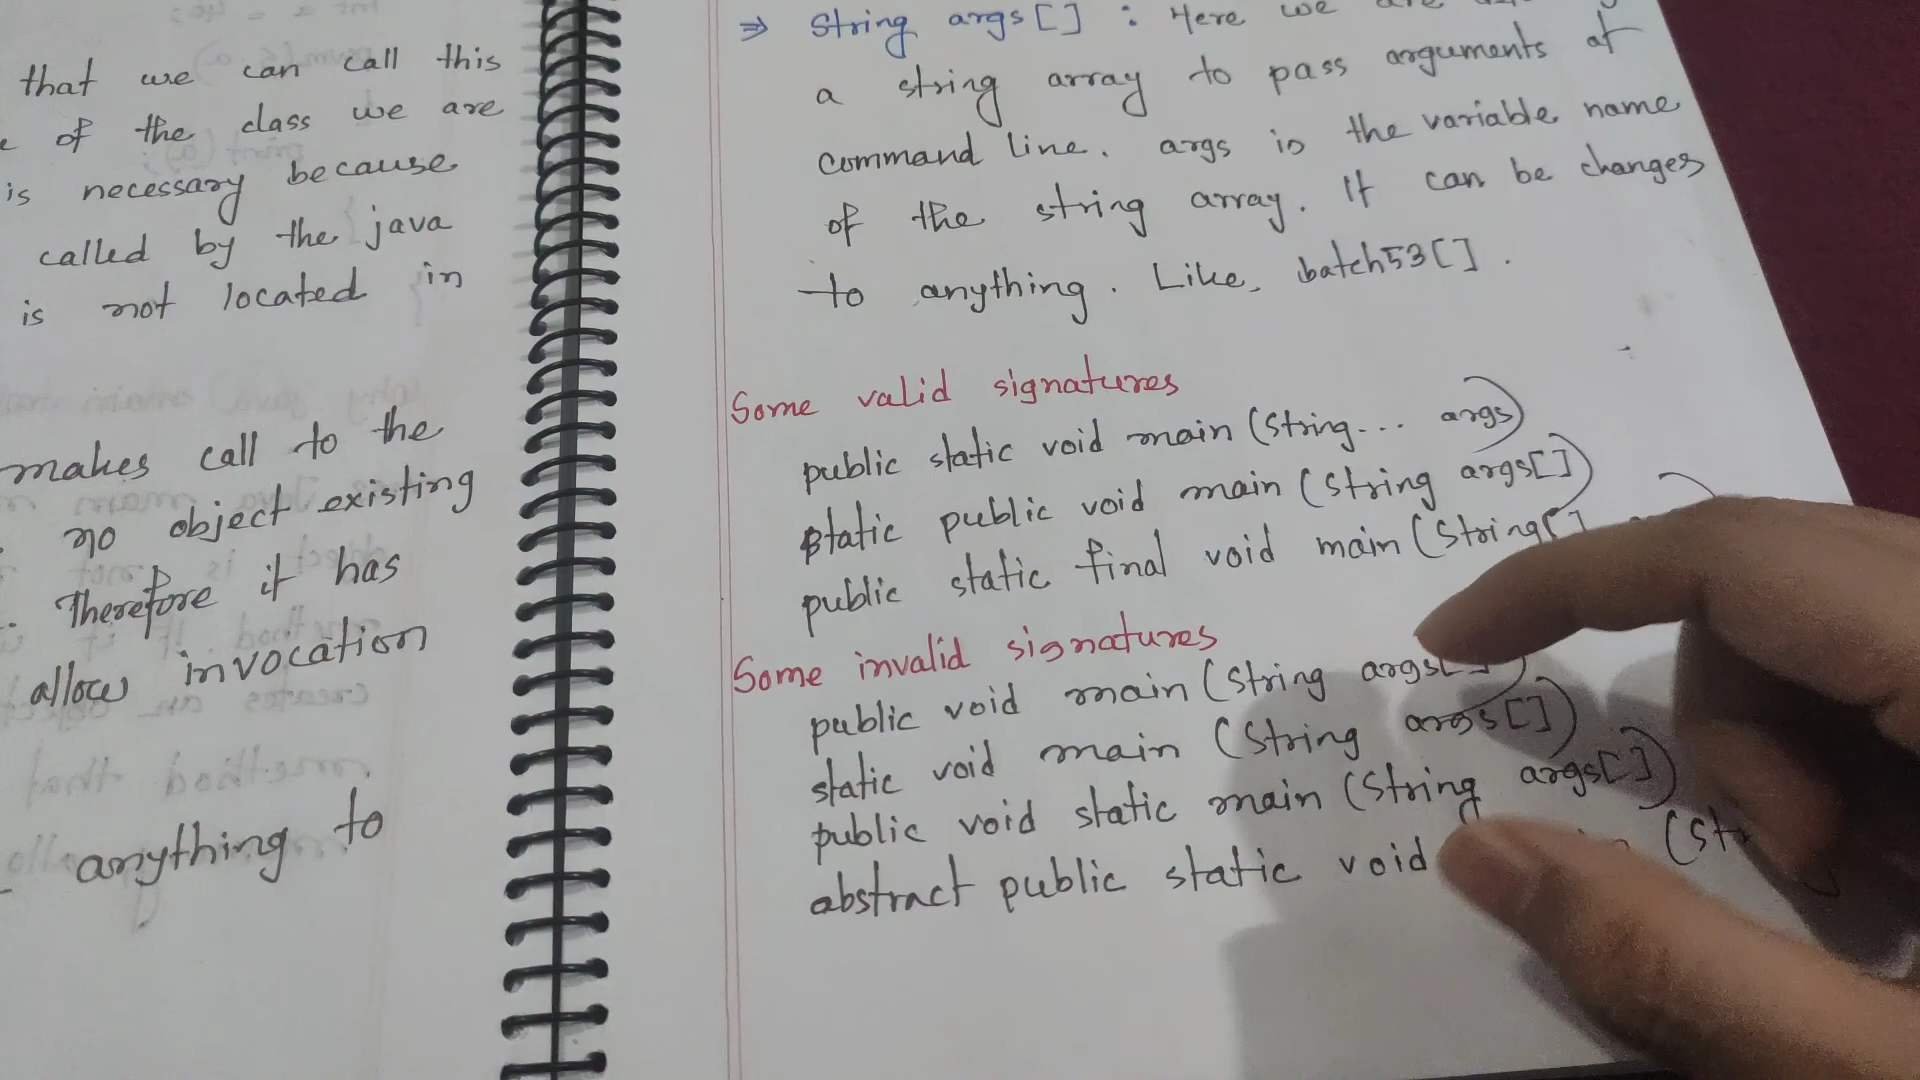 that we can call this
of the class we are
is necessary because
called by the java
is not located in
makes call to the
no object existing
Therefore it has
allow invocation
anything to
⇒ String args[] : Here we are
a string array to pass arguments at
command line. args is the variable name
of the string array. It can be changes
to anything. Like, batch53[].
Some valid signatures
public static void main (String... args)
static public void main (String args[])
public static final void main (String[]
Some invalid signatures
public void main (String args[])
static void main (String args[])
public void static main (String args[])
abstract public static void (Str